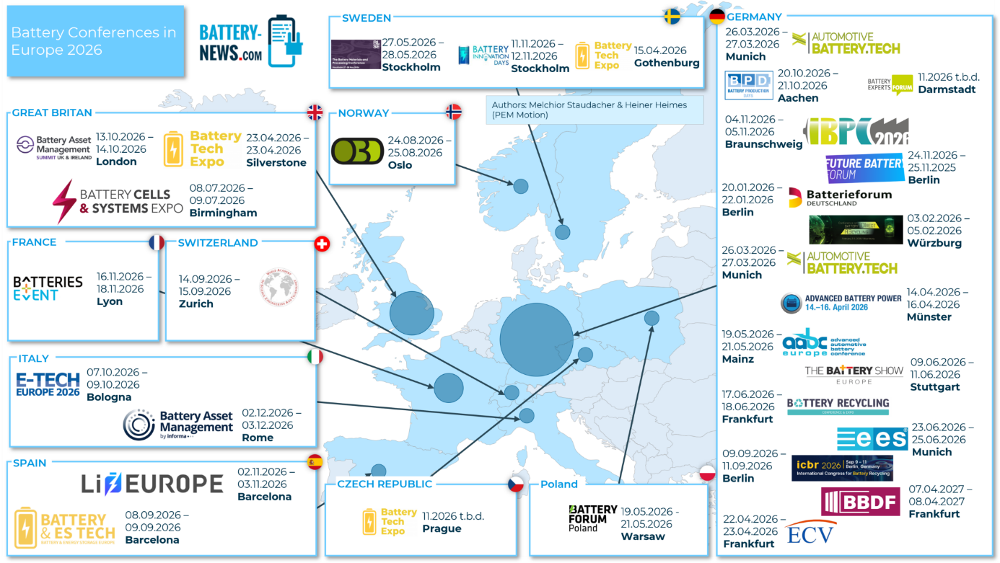 Battery Conferences in
Europe 2026
BATTERY-
NEWS.COM
SWEDEN
The Battery Materials and
Processing Conference
27.05.2026 –
28.05.2026
Stockholm
BATTERY
INNOVATION
DAYS
11.11.2026 –
12.11.2026
Stockholm
Battery
Tech
Expo
15.04.2026
Gothenburg
Authors: Melchior Staudacher & Heiner Heimes
(PEM Motion)
GREAT BRITAN
Battery Asset
Management
SUMMIT UK & IRELAND
13.10.2026 –
14.10.2026
London
Battery
Tech
Expo
23.04.2026 –
23.04.2026
Silverstone
BATTERY CELLS
& SYSTEMS EXPO
08.07.2026 –
09.07.2026
Birmingham
NORWAY
24.08.2026 –
25.08.2026
Oslo
FRANCE
BATTERIES
EVENT
16.11.2026 –
18.11.2026
Lyon
SWITZERLAND
14.09.2026 –
15.09.2026
Zurich
ITALY
E-TECH
EUROPE 2026
07.10.2026 –
09.10.2026
Bologna
Battery Asset
Management
by informa
02.12.2026 –
03.12.2026
Rome
SPAIN
LiEUROPE
02.11.2026 –
03.11.2026
Barcelona
BATTERY
& ES TECH
BATTERY & ENERGY STORAGE EUROPE
08.09.2026 –
09.09.2026
Barcelona
CZECH REPUBLIC
Battery
Tech
Expo
11.2026 t.b.d.
Prague
Poland
BATTERY
FORUM
Poland
19.05.2026 -
21.05.2026
Warsaw
GERMANY
26.03.2026 –
27.03.2026
Munich
AUTOMOTIVE
BATTERY.TECH
BPD
BATTERY PRODUCTION
DAYS
20.10.2026 –
21.10.2026
Aachen
BATTERY
EXPERTS FORUM
11.2026 t.b.d.
Darmstadt
04.11.2026 –
05.11.2026
Braunschweig
IBPC 2026
FUTURE BATTERY
FORUM
24.11.2026 –
25.11.2025
Berlin
20.01.2026 –
22.01.2026
Berlin
Batterieforum
DEUTSCHLAND
03.02.2026 –
05.02.2026
Würzburg
26.03.2026 –
27.03.2026
Munich
AUTOMOTIVE
BATTERY.TECH
ADVANCED BATTERY POWER
14.–16. April 2026
14.04.2026 –
16.04.2026
Münster
19.05.2026 –
21.05.2026
Mainz
aabc
europe
advanced
automotive
battery
conference
THE BATTERY SHOW
EUROPE
09.06.2026 –
11.06.2026
Stuttgart
17.06.2026 –
18.06.2026
Frankfurt
BATTERY RECYCLING
CONFERENCE & EXPO
ees
23.06.2026 –
25.06.2026
Munich
09.09.2026 –
11.09.2026
Berlin
icbr 2026 Sep 9 – 11
Berlin, Germany
International Congress for Battery Recycling
BBDF
07.04.2027 –
08.04.2027
Frankfurt
22.04.2026 –
23.04.2026
Frankfurt
ECV